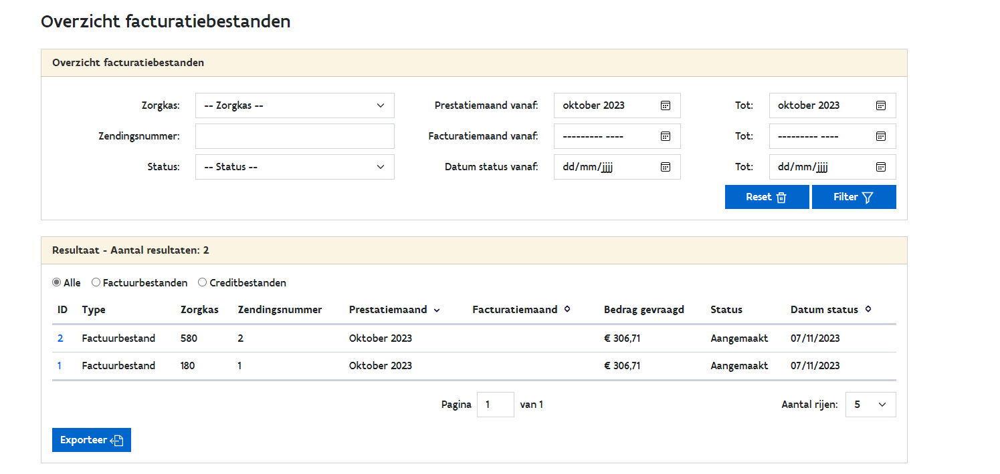 Overzicht facturatiebestanden
Overzicht facturatiebestanden
Zorgkas: -- Zorgkas -- Prestatiemaand vanaf: oktober 2023 Tot: oktober 2023
Zendingsnummer: Facturatiemaand vanaf: --------- ---- Tot: --------- ----
Status: -- Status -- Datum status vanaf: dd/mm/jjjj Tot: dd/mm/jjjj
Reset Filter
Resultaat - Aantal resultaten: 2
Alle Factuurbestanden Creditbestanden
ID Type Zorgkas Zendingsnummer Prestatiemaand Facturatiemaand Bedrag gevraagd Status Datum status
2 Factuurbestand 580 2 Oktober 2023 € 306,71 Aangemaakt 07/11/2023
1 Factuurbestand 180 1 Oktober 2023 € 306,71 Aangemaakt 07/11/2023
Pagina 1 van 1 Aantal rijen: 5
Exporteer